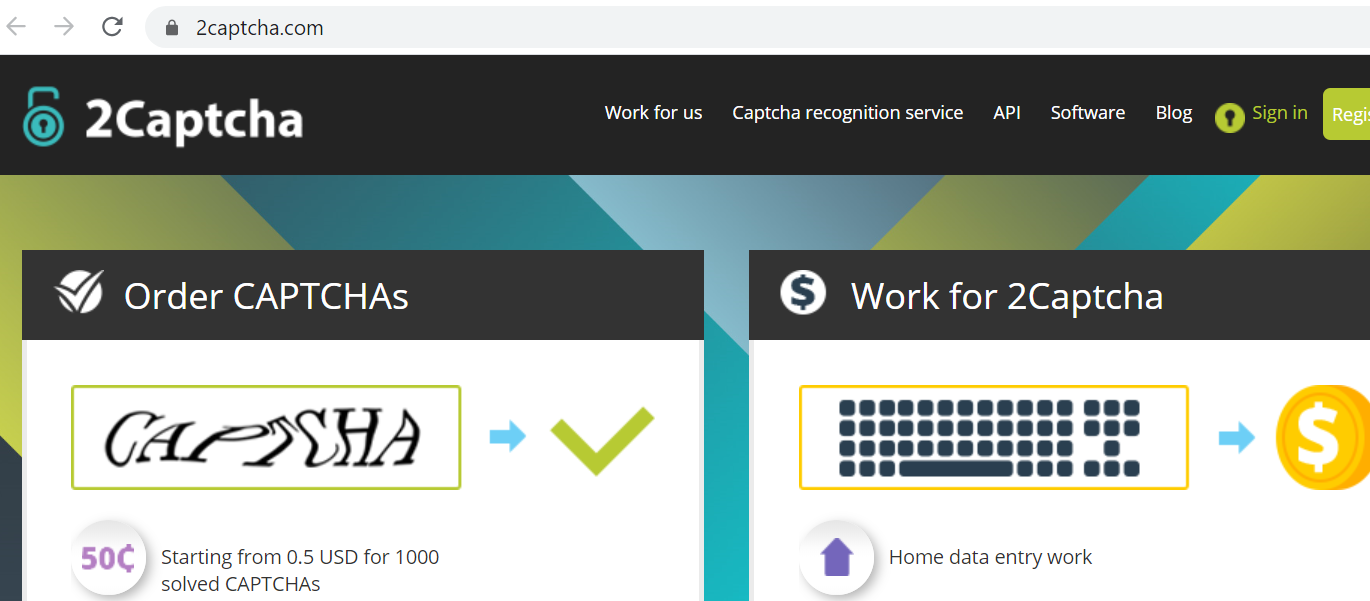 2captcha.com
2Captcha
Work for us
Captcha recognition service
API
Software
Blog
Sign in
Order CAPTCHAs
CAPTCHA
50¢
Starting from 0.5 USD for 1000
solved CAPTCHAs
$ Work for 2Captcha
$
Home data entry work